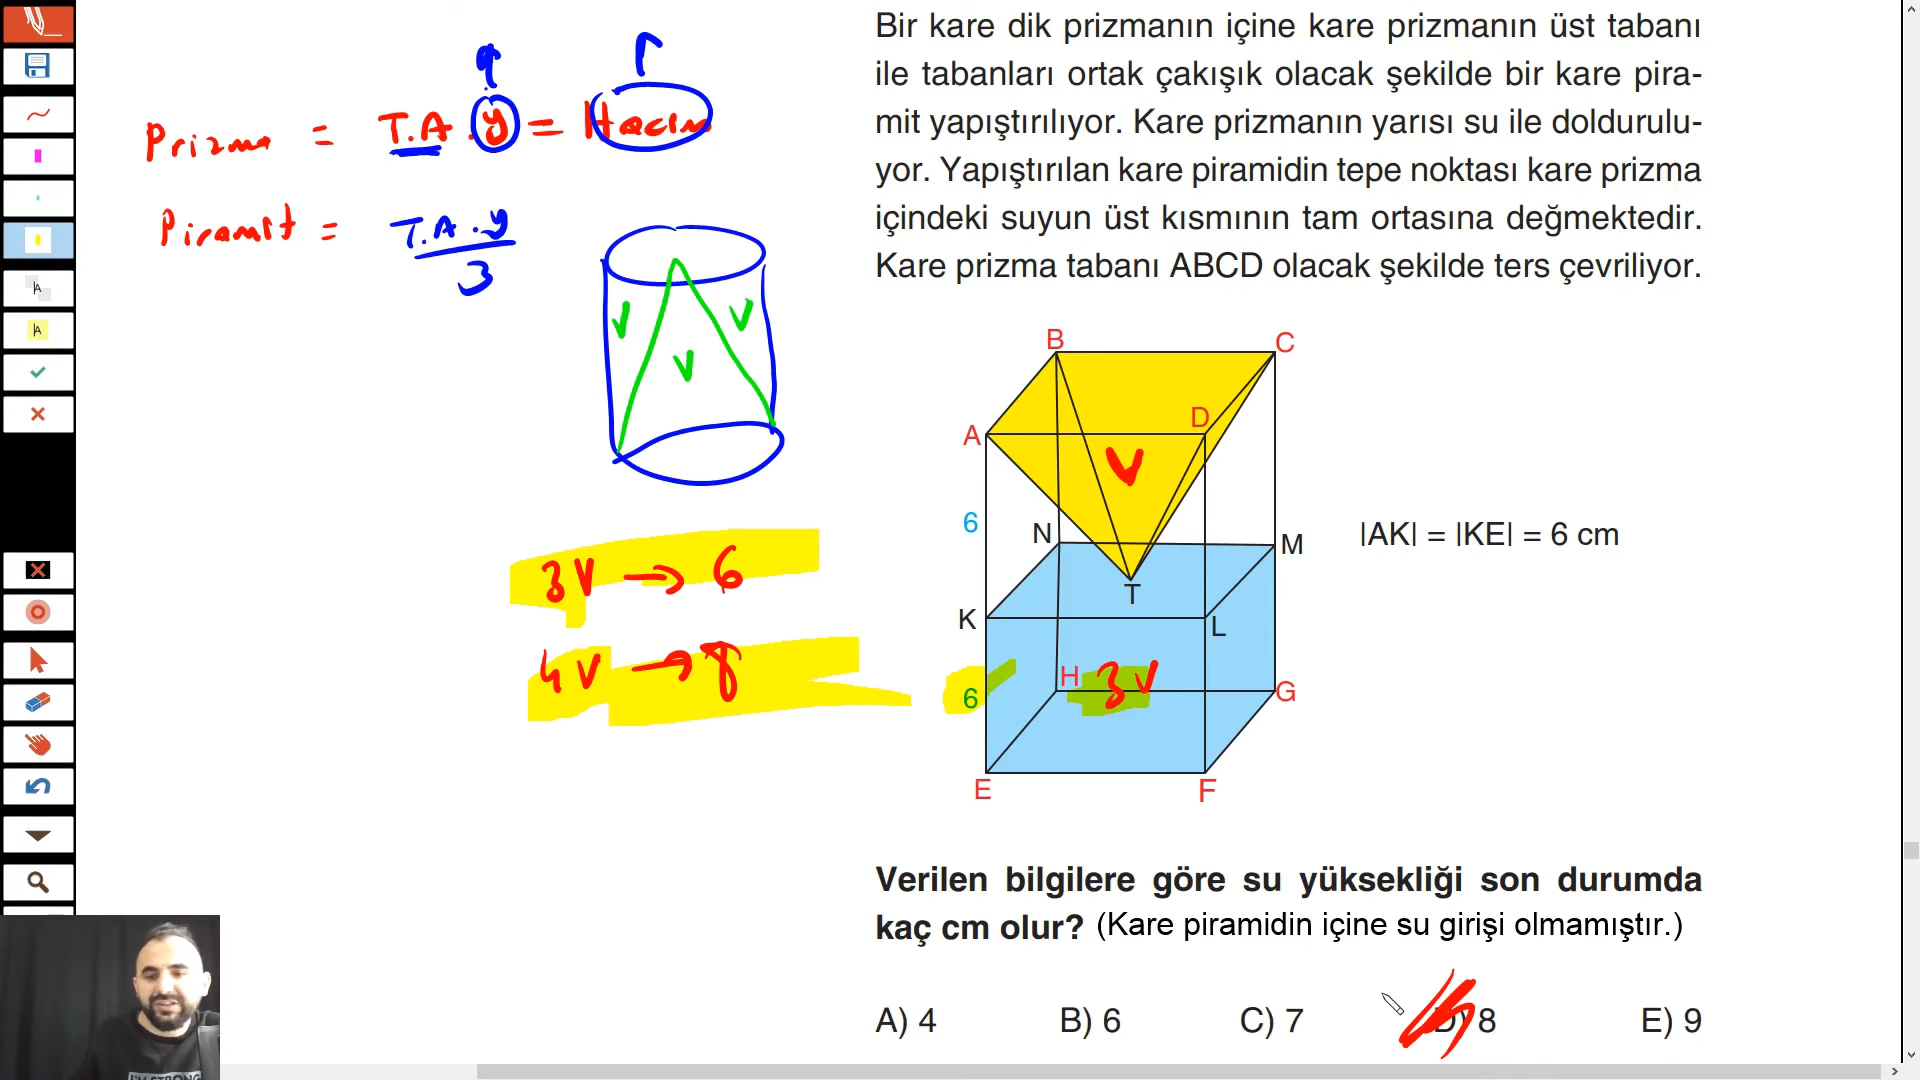 Prizma = T.A . y = Hacim
Piramit = T.A . y
3
V
V
V
3V → 6
4V → 8
Bir kare dik prizmanın içine kare prizmanın üst tabanı
ile tabanları ortak çakışık olacak şekilde bir kare pira-
mit yapıştırılıyor. Kare prizmanın yarısı su ile doldurulu-
yor. Yapıştırılan kare piramidin tepe noktası kare prizma
içindeki suyun üst kısmının tam ortasına değmektedir.
Kare prizma tabanı ABCD olacak şekilde ters çevriliyor.
B
C
D
A
V
6
N
M
|AK| = |KE| = 6 cm
T
K
L
H
3V
6
G
E
F
Verilen bilgilere göre su yüksekliği son durumda
kaç cm olur? (Kare piramidin içine su girişi olmamıştır.)
A) 4 B) 6 C) 7 D) 8 E) 9
I'M STRONG